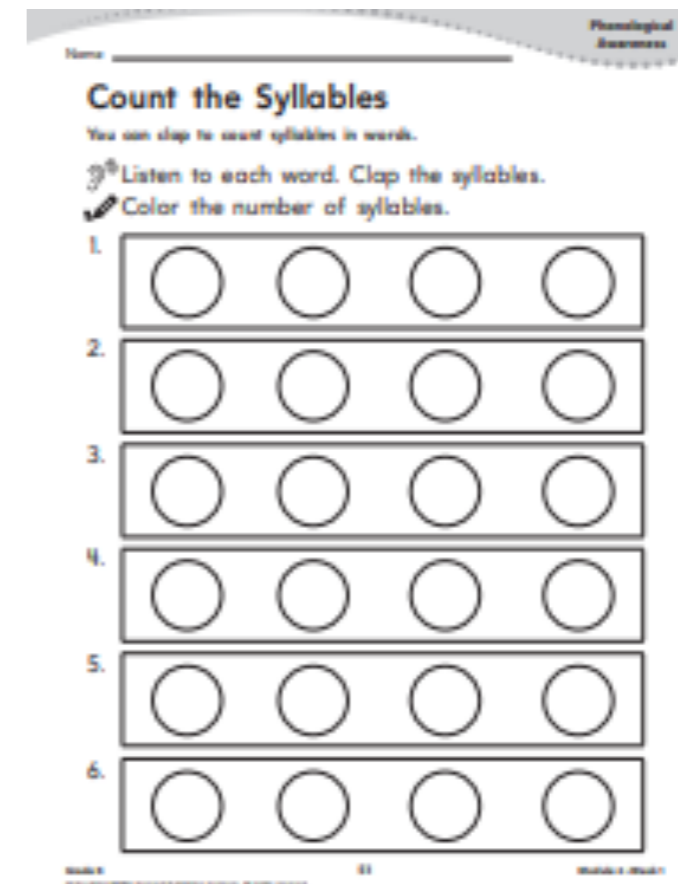 Phonological
Awareness
Name
Count the Syllables
You can clap to count syllables in words.
Listen to each word. Clap the syllables.
Color the number of syllables.
1.
2.
3.
4.
5.
6.
Grade K